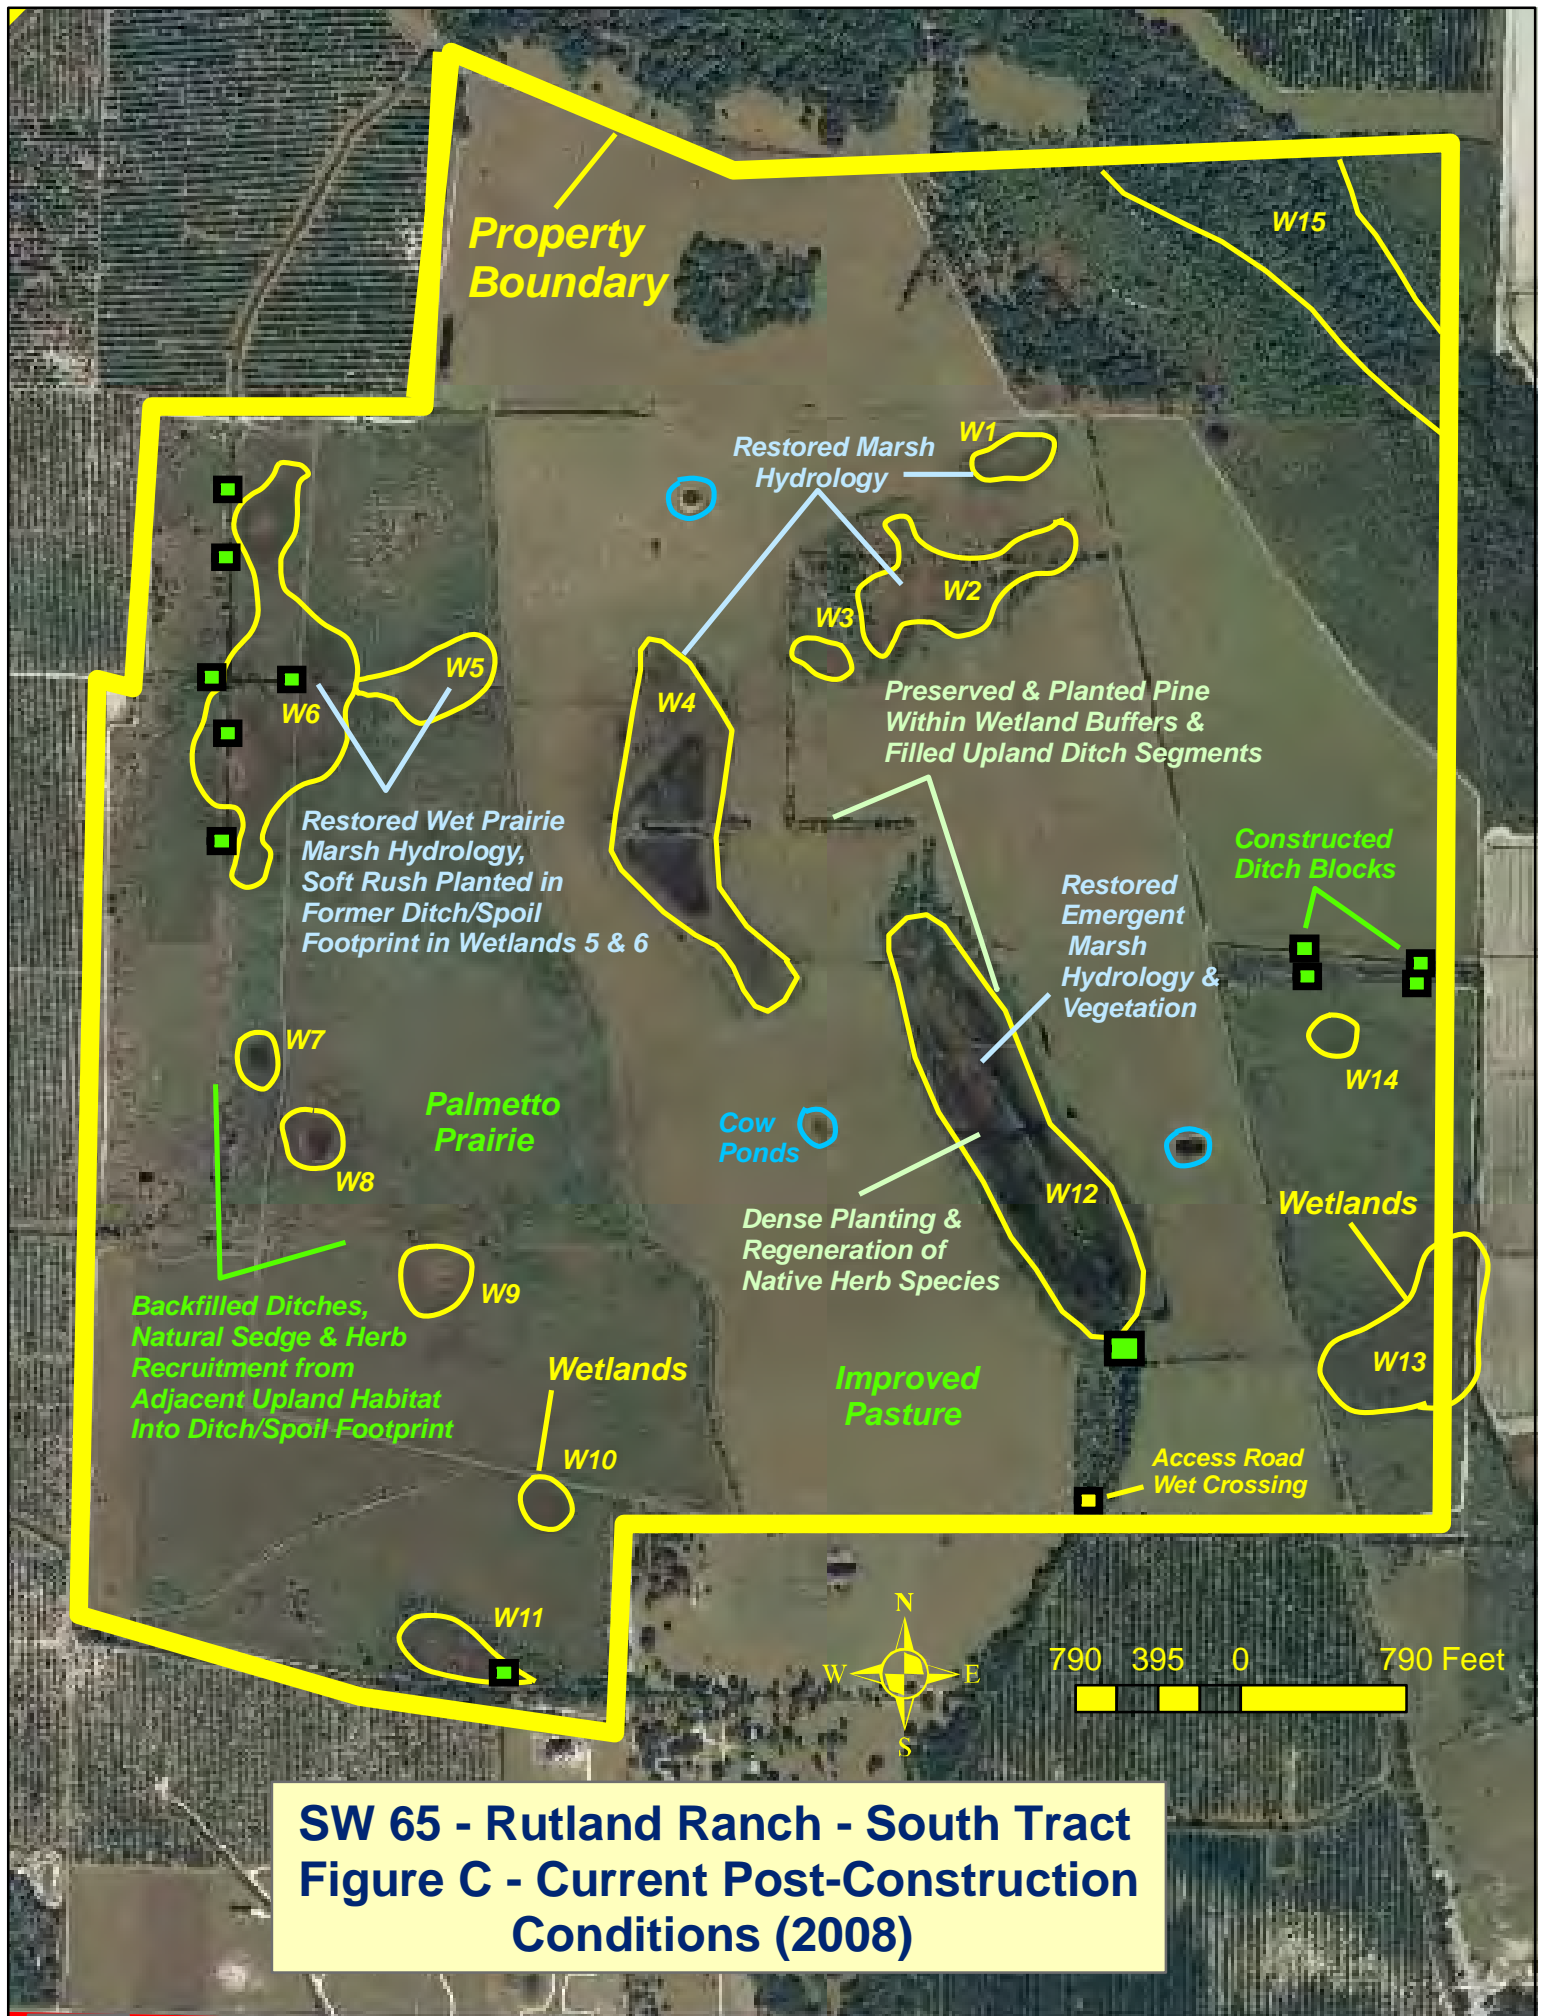 W15
Property
Boundary
W1
Restored Marsh
Hydrology
W2
W3
W5
W4
W6
Preserved & Planted Pine
Within Wetland Buffers &
Filled Upland Ditch Segments
Restored Wet Prairie
Marsh Hydrology,
Soft Rush Planted in
Former Ditch/Spoil
Footprint in Wetlands 5 & 6
Constructed
Ditch Blocks
Restored
Emergent
Marsh
Hydrology &
Vegetation
W7
W14
Palmetto
Prairie
Cow
Ponds
W8
W12
Wetlands
Dense Planting &
Regeneration of
Native Herb Species
W9
Backfilled Ditches,
Natural Sedge & Herb
Recruitment from
Adjacent Upland Habitat
Into Ditch/Spoil Footprint
Wetlands
W13
Improved
Pasture
W10
Access Road
Wet Crossing
W11
N
W E
S
790 395 0 790 Feet
SW 65 - Rutland Ranch - South Tract
Figure C - Current Post-Construction
Conditions (2008)